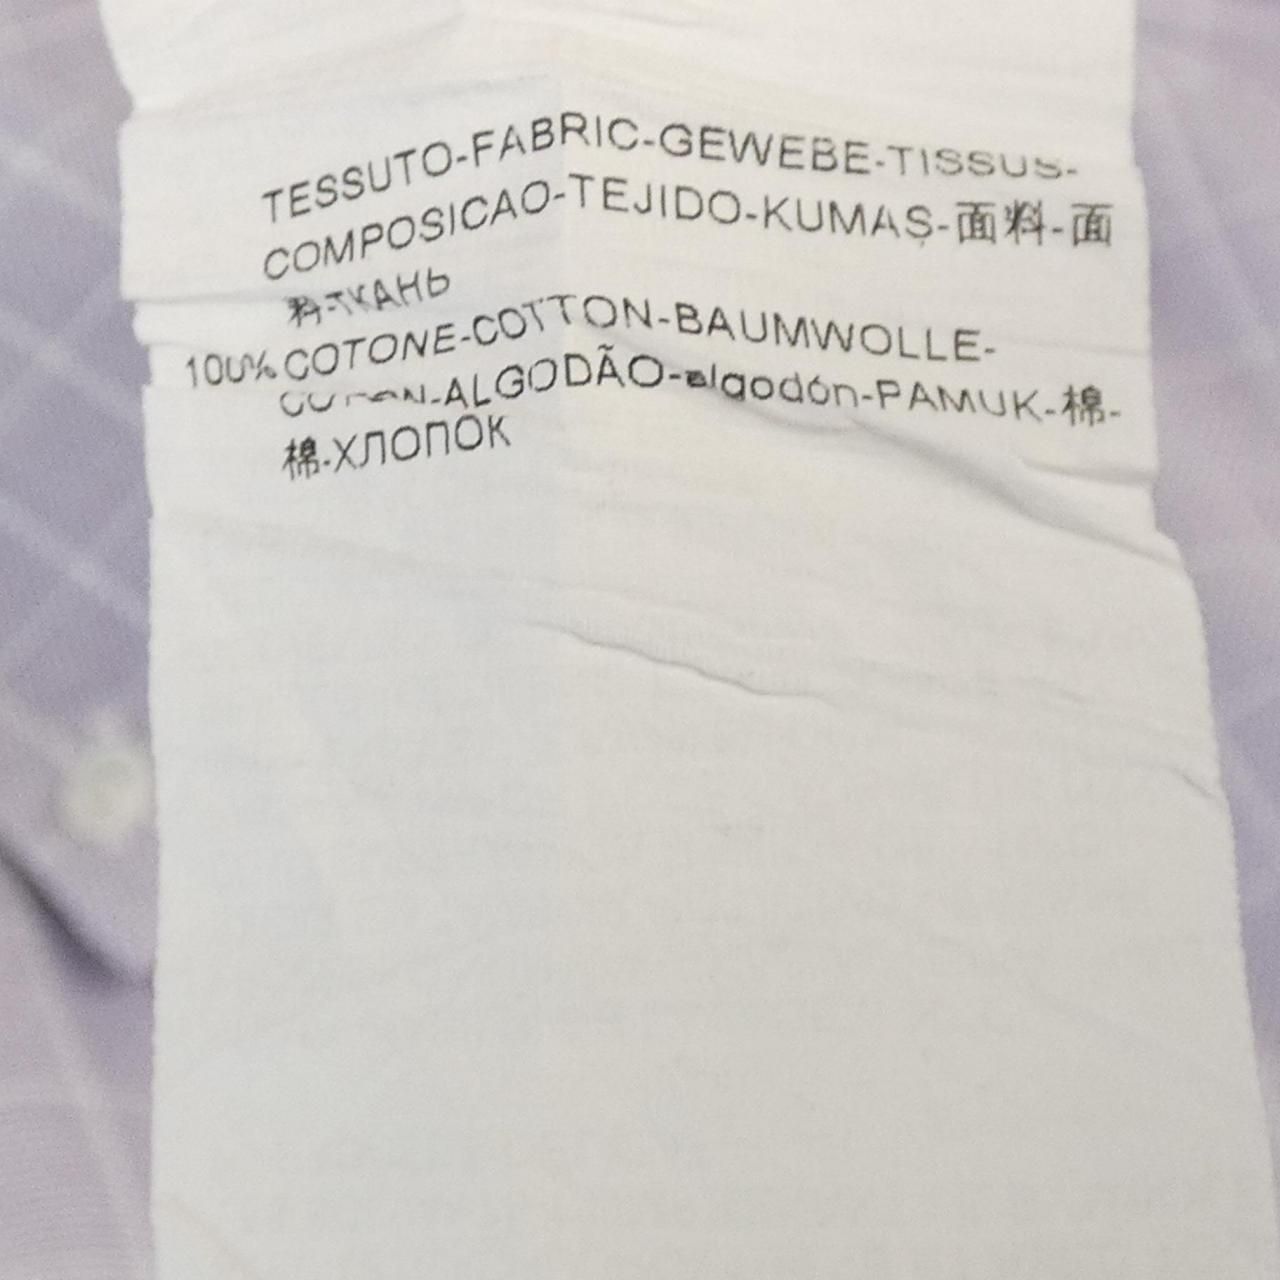 TESSUTO-FABRIC-GEWEBE-TISSUS-
COMPOSICAO-TEJIDO-KUMAŞ-面料-面
料-ТКАНЬ
100% COTONE-COTTON-BAUMWOLLE-
-ALGODÃO-algodón-PAMUK-棉-
棉-ХЛОПОК